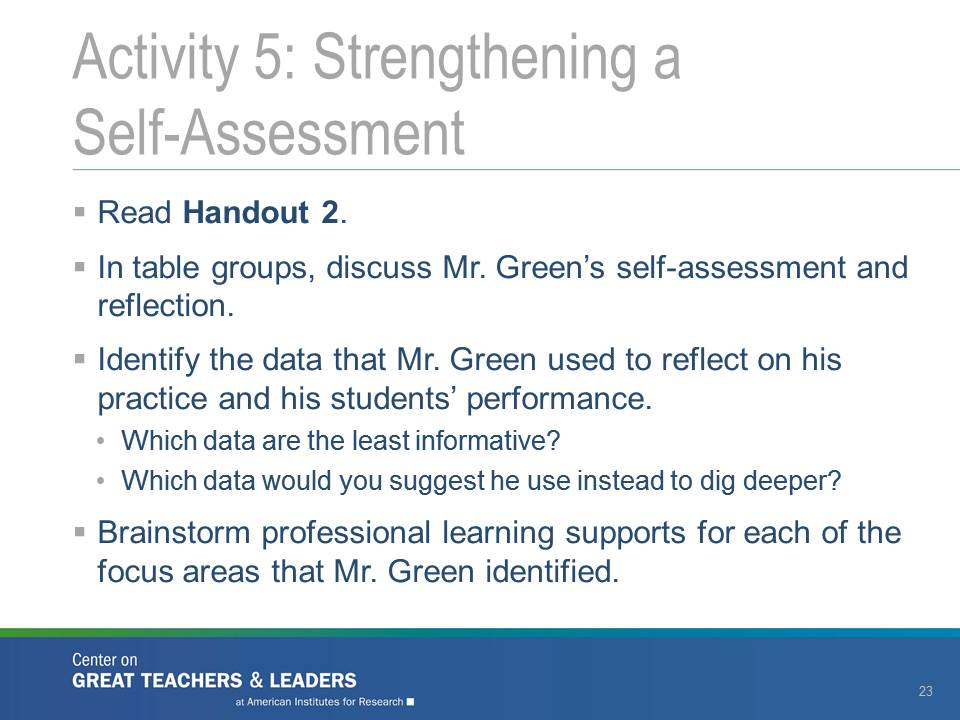 Activity 5: Strengthening a
Self-Assessment
▪ Read Handout 2.
▪ In table groups, discuss Mr. Green’s self-assessment and
reflection.
▪ Identify the data that Mr. Green used to reflect on his
practice and his students’ performance.
• Which data are the least informative?
• Which data would you suggest he use instead to dig deeper?
▪ Brainstorm professional learning supports for each of the
focus areas that Mr. Green identified.
Center on
GREAT TEACHERS & LEADERS
at American Institutes for Research
23